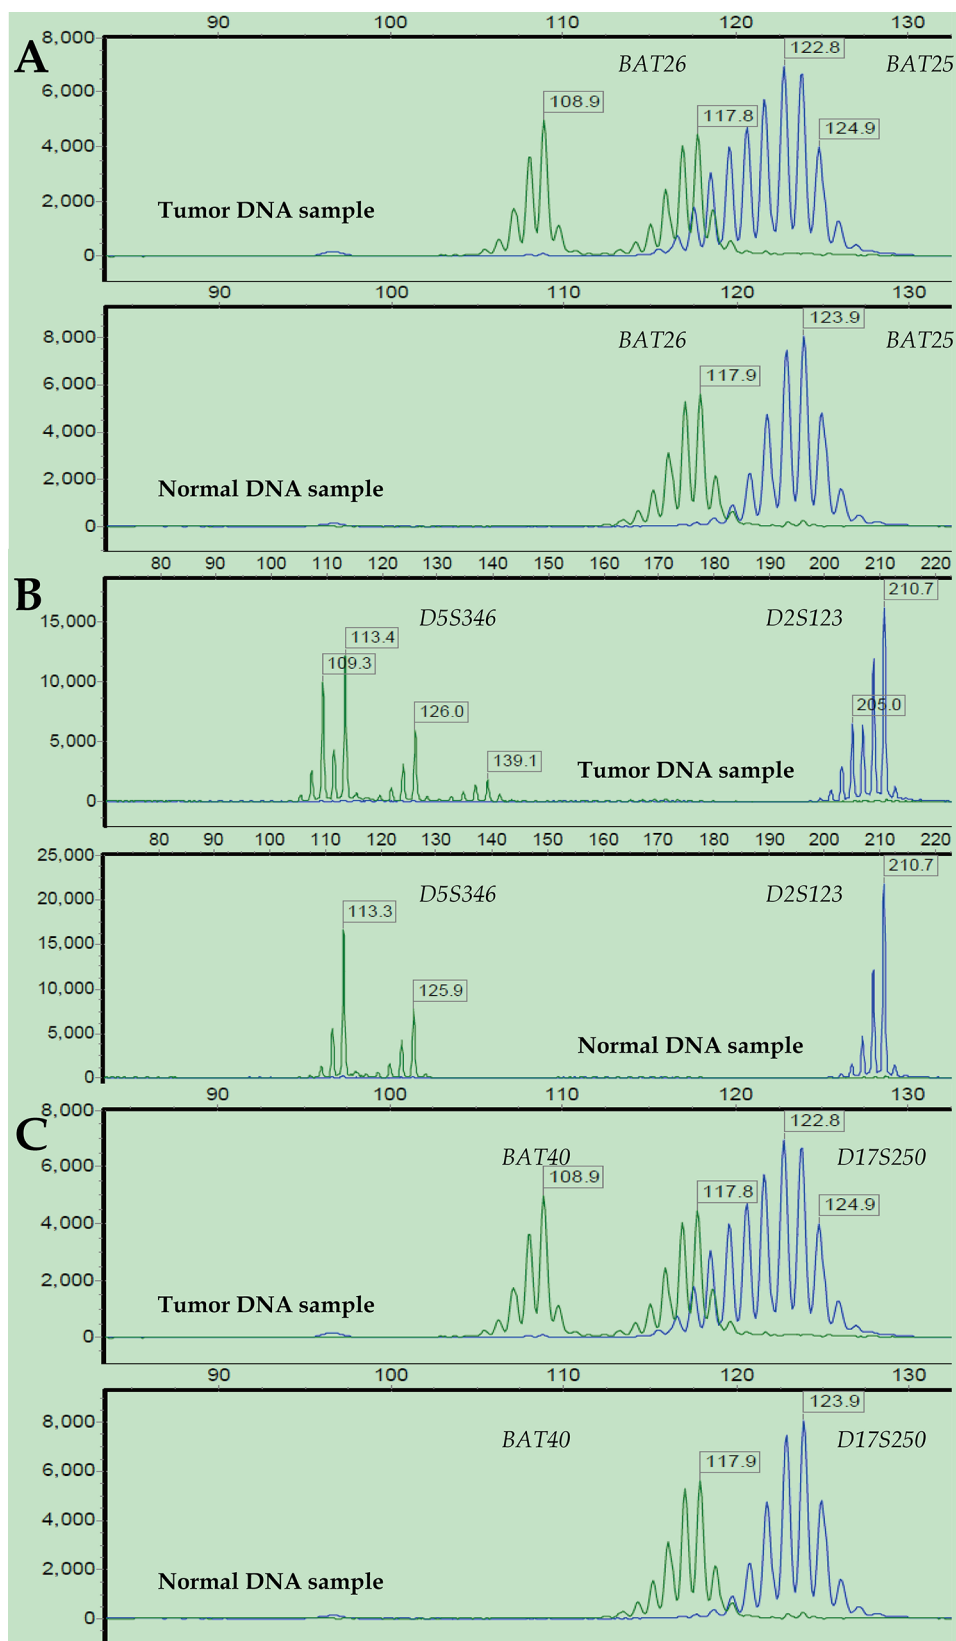 90 100 110 120 130
A
8,000
122.8
BAT26 BAT25
6,000
108.9
117.8
124.9
4,000
Tumor DNA sample
2,000
0
90 100 110 120 130
123.9
8,000
BAT26 BAT25
117.9
6,000
4,000
Normal DNA sample
2,000
0
80 90 100 110 120 130 140 150 160 170 180 190 200 210 220
B
210.7
D5S346 D2S123
15,000
113.4
109.3
10,000
126.0
205.0
139.1
5,000
Tumor DNA sample
0
80 90 100 110 120 130 140 150 160 170 180 190 200 210 220
25,000
210.7
D5S346 D2S123
20,000
113.3
15,000
125.9
10,000
Normal DNA sample
5,000
0
90 100 110 120 130
C
8,000
122.8
BAT40 D17S250
6,000
108.9
117.8
124.9
4,000
2,000
Tumor DNA sample
0
90 100 110 120 130
123.9
8,000
BAT40 D17S250
117.9
6,000
4,000
2,000
Normal DNA sample
0